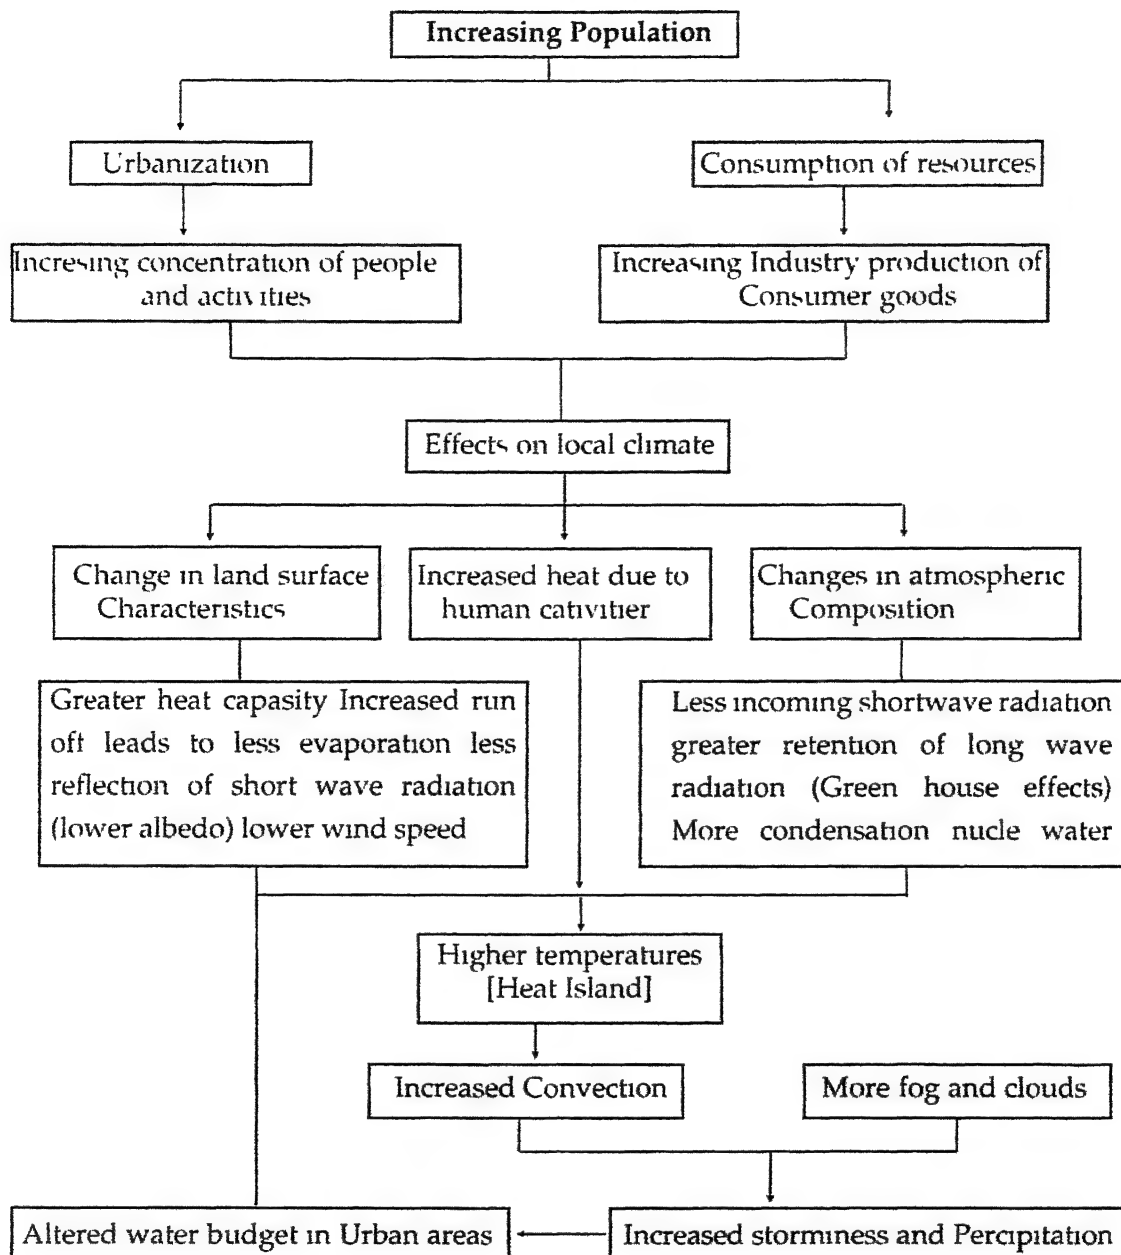 Increasing Population
Urbanization
Consumption of resources
Incresing concentration of people
and activities
Increasing Industry production of
Consumer goods
Effects on local climate
Change in land surface
Characteristics
Increased heat due to
human cativitier
Changes in atmospheric
Composition
Greater heat capasity Increased run
off leads to less evaporation less
reflection of short wave radiation
(lower albedo) lower wind speed
Less incoming shortwave radiation
greater retention of long wave
radiation (Green house effects)
More condensation nucle water
Higher temperatures
[Heat Island]
Increased Convection
More fog and clouds
Altered water budget in Urban areas
Increased storminess and Percipitation